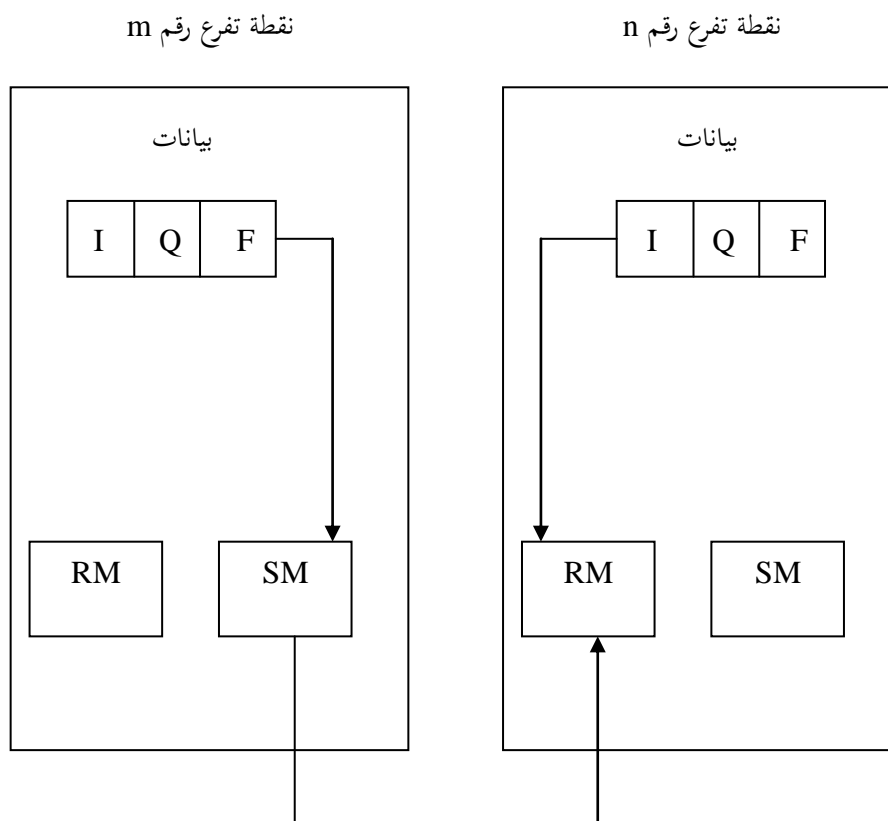 نقطة تفرع رقم n
نقطة تفرع رقم m
بيانات
بيانات
I Q F
I Q F
RM SM
RM SM